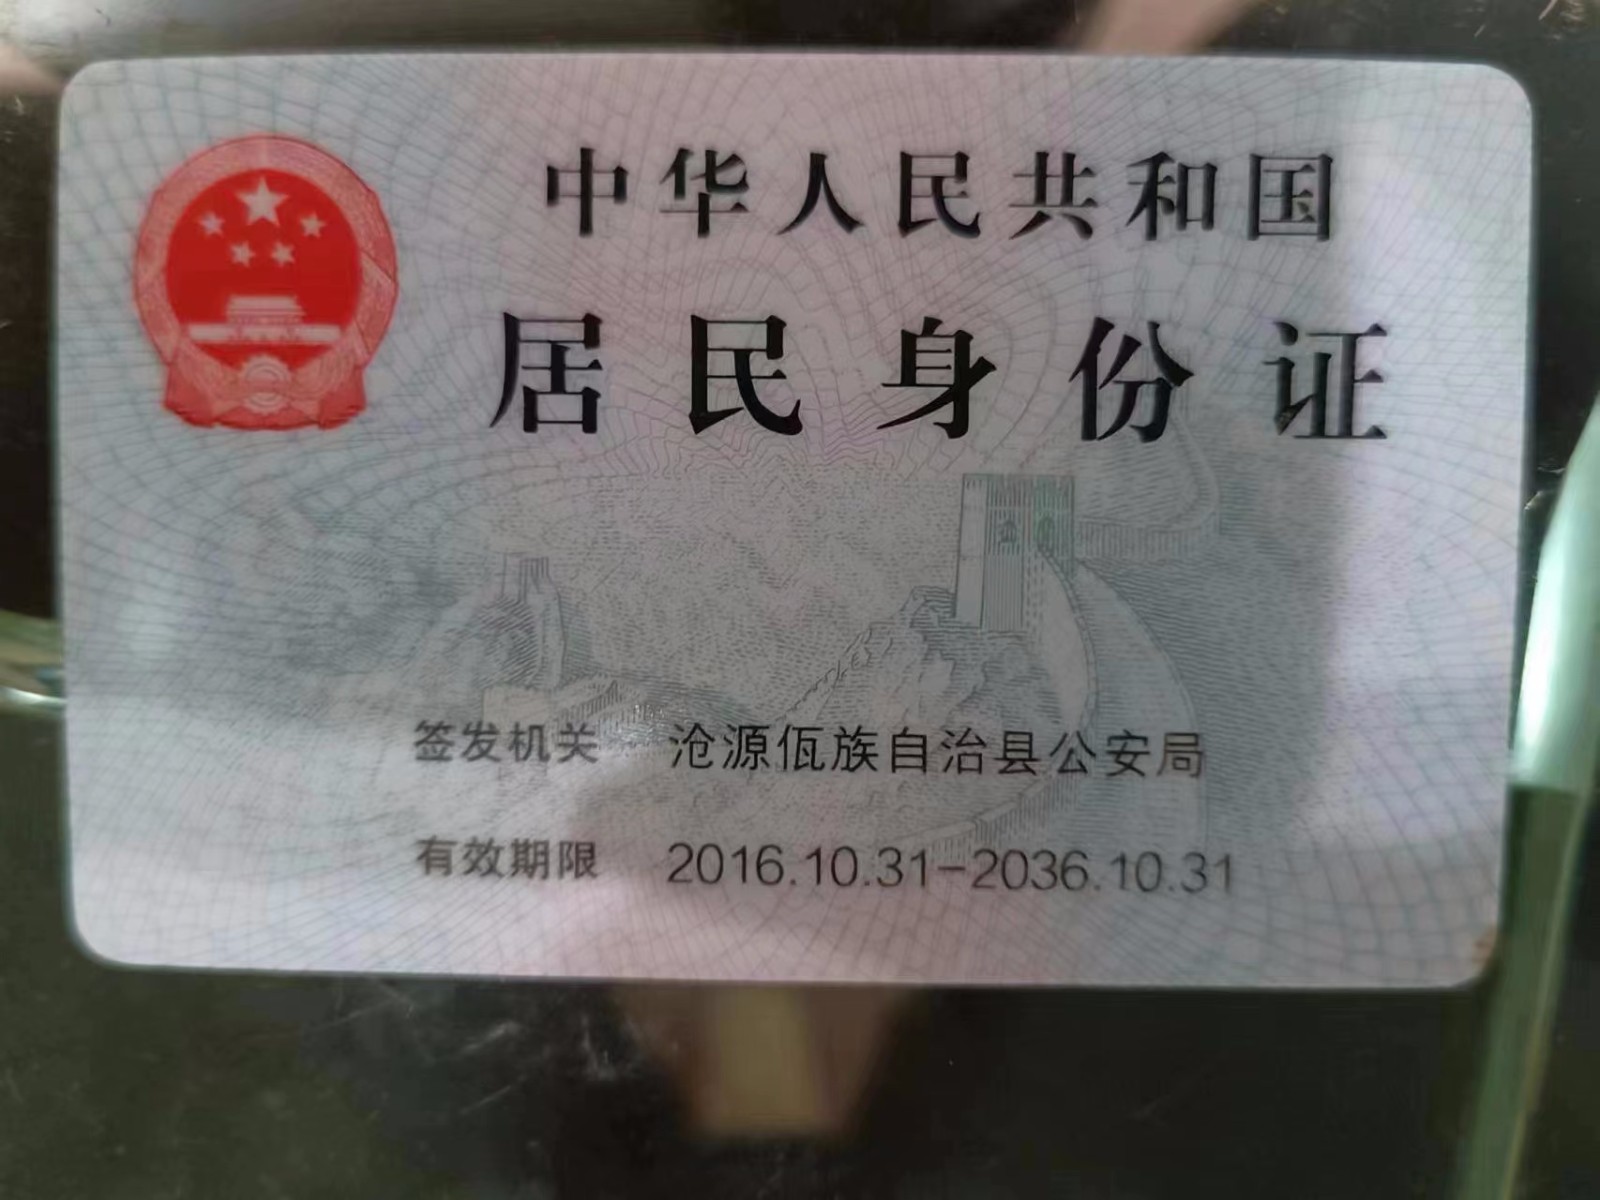 中华人民共和国
居民身份证
签发机关 沧源佤族自治县公安局
有效期限 2016.10.31-2036.10.31